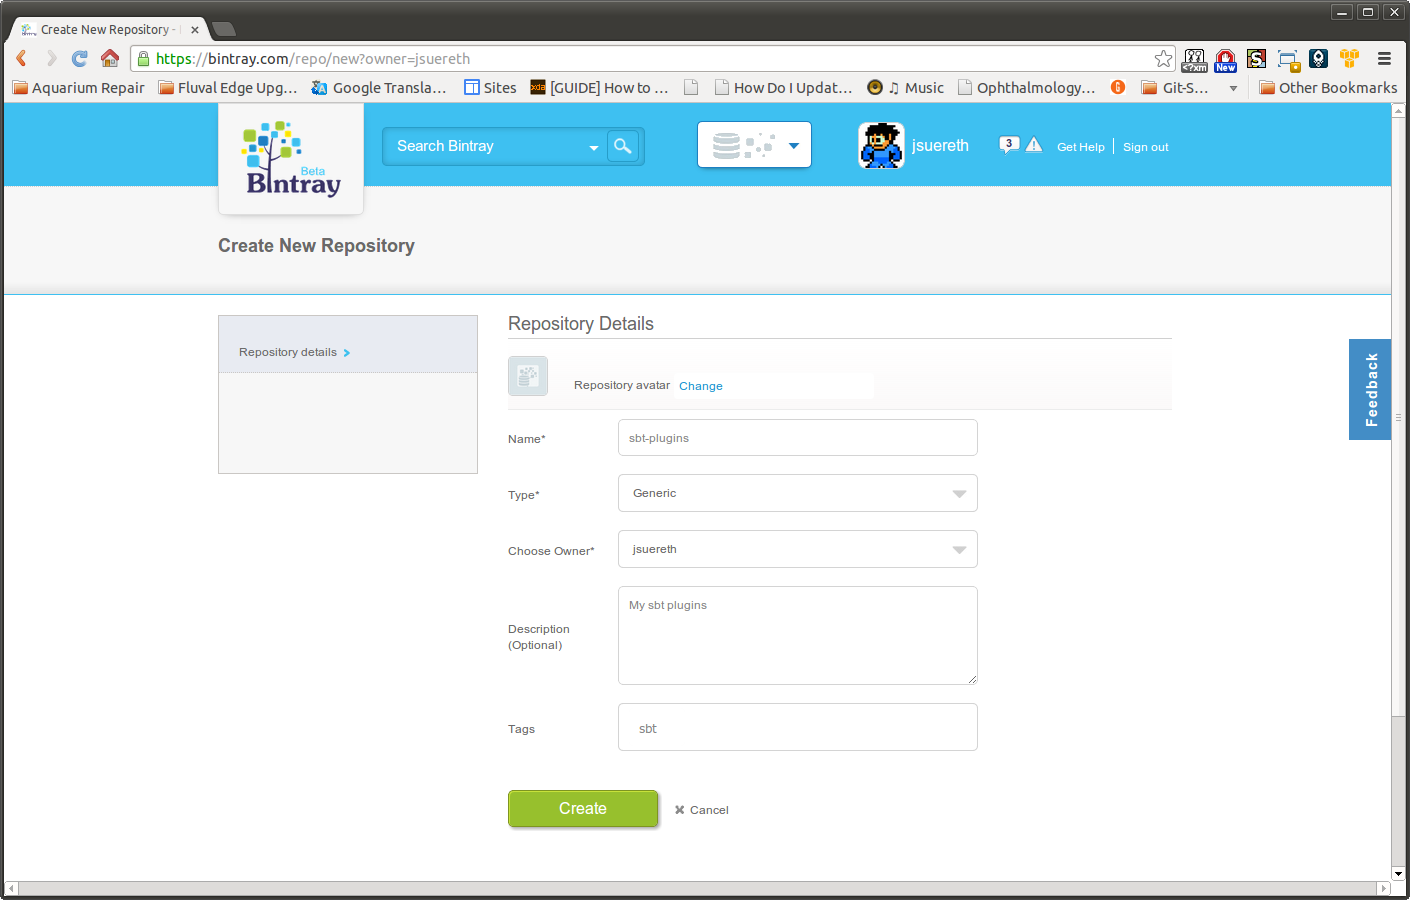 Create New Repository -
https://bintray.com/repo/new?owner=jsuereth
New
Aquarium Repair
Fluval Edge Upg...
Google Transla...
Sites
xda
[GUIDE] How to ...
How Do I Updat...
♫ Music
Ophthalmology...
Git-S...
Other Bookmarks
Beta
Bintray
Search Bintray
jsuereth
3
Get Help
Sign out
Create New Repository
Repository details
Repository Details
Repository avatar
Change
Feedback
Name*
sbt-plugins
Type*
Generic
Choose Owner*
jsuereth
Description
(Optional)
My sbt plugins
Tags
sbt
Create
Cancel